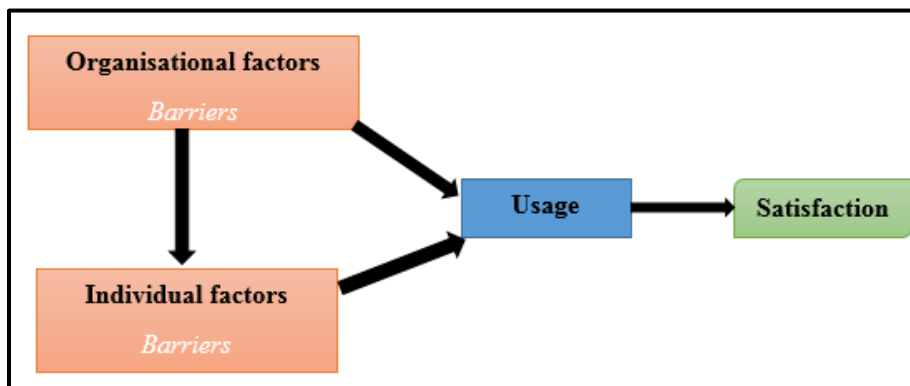 Organisational factors
Barriers
Usage
Satisfaction
Individual factors
Barriers